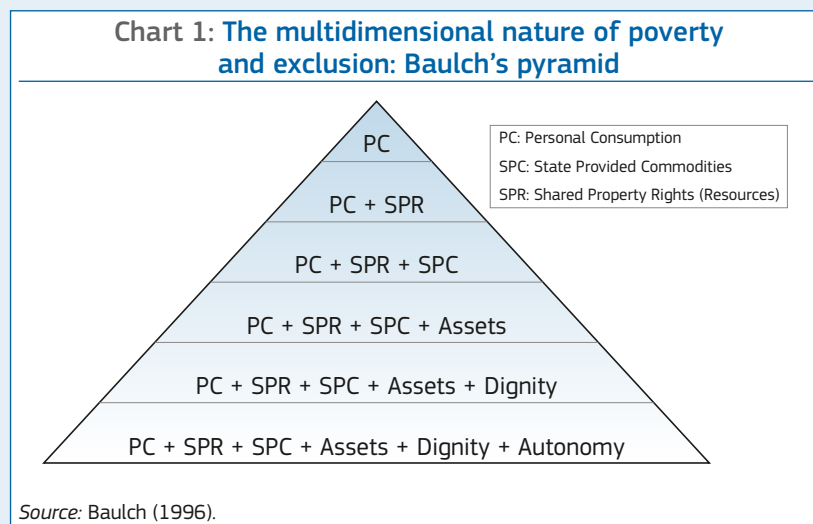 Chart 1: The multidimensional nature of poverty
and exclusion: Baulch's pyramid
PC
PC: Personal Consumption
SPC: State Provided Commodities
SPR: Shared Property Rights (Resources)
PC + SPR
PC + SPR + SPC
PC + SPR + SPC + Assets
PC + SPR + SPC + Assets + Dignity
PC + SPR + SPC + Assets + Dignity + Autonomy
Source: Baulch (1996).